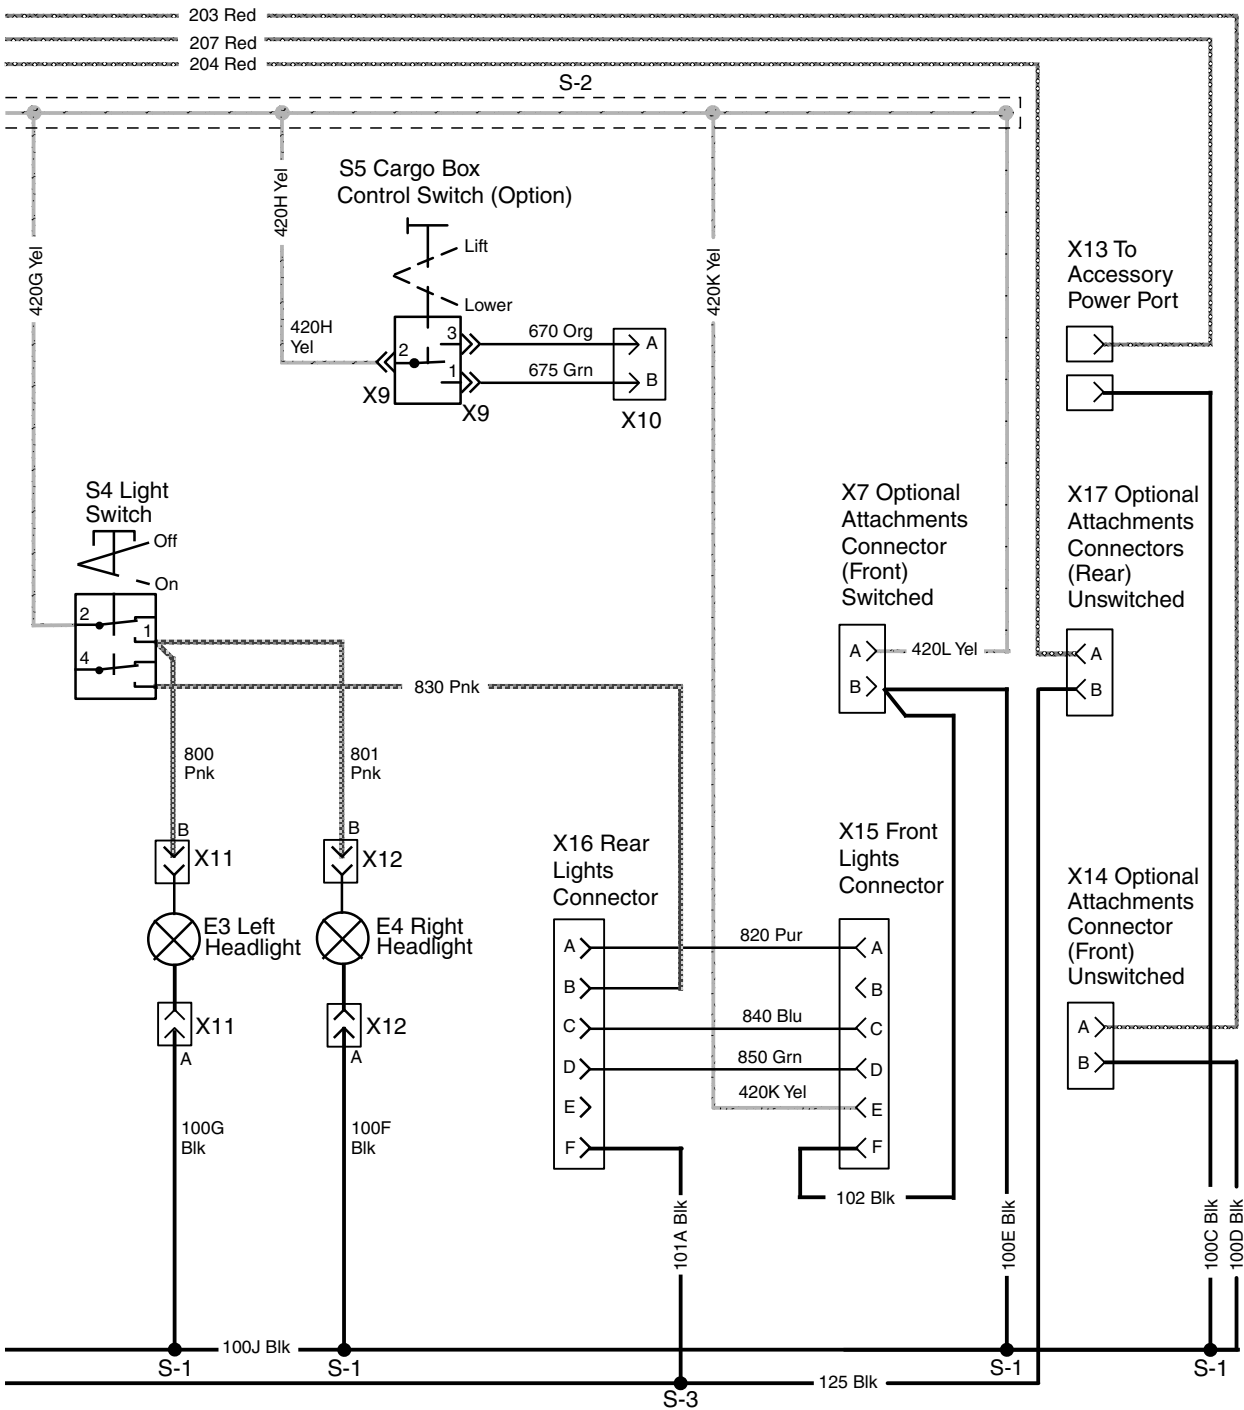 203 Red
207 Red
204 Red
S-2
S5 Cargo Box
Control Switch (Option)
Lift
Lower
420G Yel
420H Yel
420K Yel
420H
Yel
2
3
1
X9
X9
670 Org
675 Grn
A
B
X10
X13 To
Accessory
Power Port
S4 Light
Switch
Off
On
2
1
4
830 Pnk
X7 Optional
Attachments
Connector
(Front)
Switched
A
B
420L Yel
X17 Optional
Attachments
Connectors
(Rear)
Unswitched
A
B
800
Pnk
801
Pnk
B
X11
B
X12
E3 Left
Headlight
E4 Right
Headlight
X11
A
X12
A
100G
Blk
100F
Blk
X16 Rear
Lights
Connector
A
B
C
D
E
F
820 Pur
840 Blu
850 Grn
420K Yel
X15 Front
Lights
Connector
A
B
C
D
E
F
102 Blk
X14 Optional
Attachments
Connector
(Front)
Unswitched
A
B
101A Blk
100E Blk
100C Blk
100D Blk
100J Blk
S-1
S-1
S-1
S-1
125 Blk
S-3